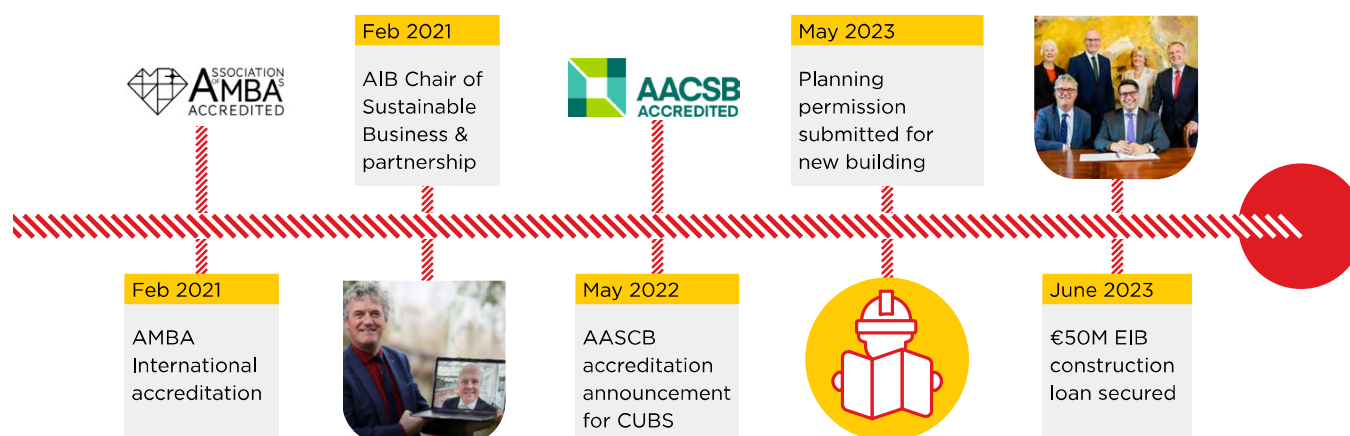 ASSOCIATION
OF AMBAS
ACCREDITED
Feb 2021
AMBA
International
accreditation
Feb 2021
AIB Chair of
Sustainable
Business &
partnership
AACSB
ACCREDITED
May 2022
AASCB
accreditation
announcement
for CUBS
May 2023
Planning
permission
submitted for
new building
June 2023
€50M EIB
construction
loan secured